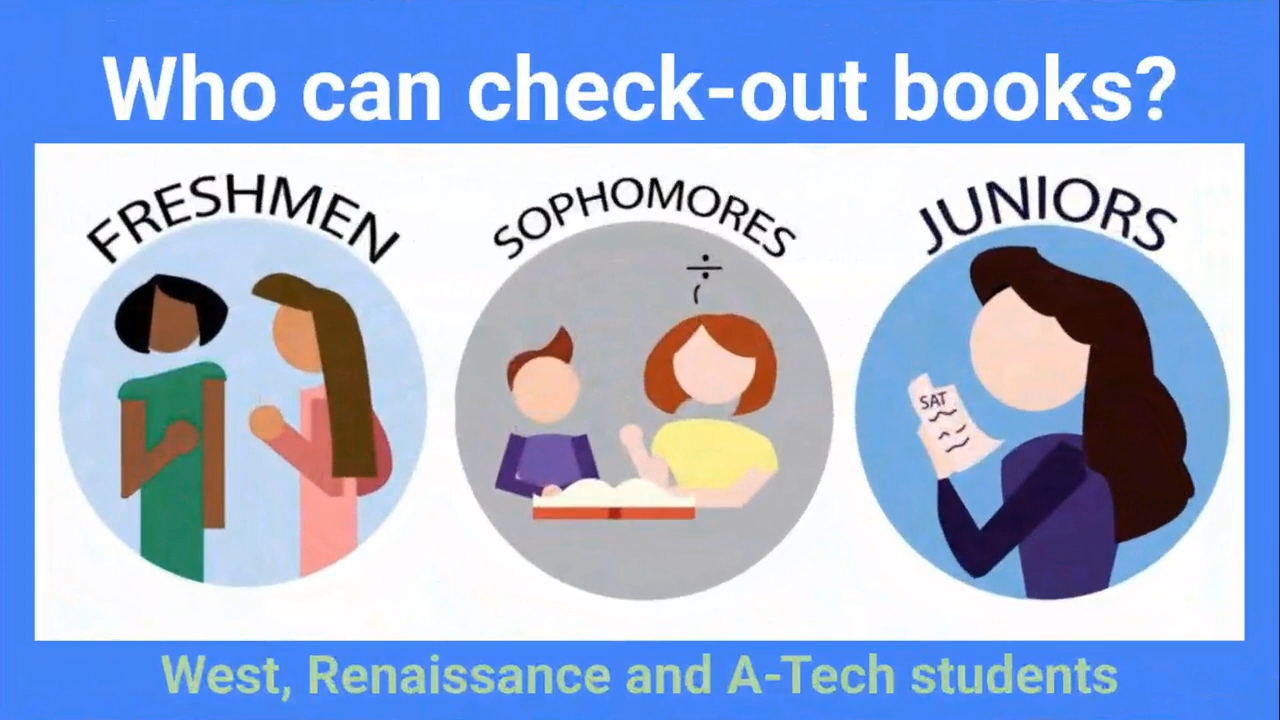 Who can check-out books?
FRESHMEN
SOPHOMORES
JUNIORS
÷
SAT
West, Renaissance and A-Tech students